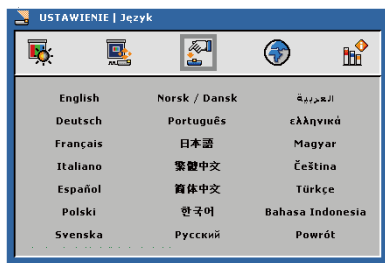 USTAWIENIE | Język
English Norsk / Dansk العربية
Deutsch Português ελληνικά
Français 日本語 Magyar
Italiano 繁體中文 Čeština
Español 简体中文 Türkçe
Polski 한국어 Bahasa Indonesia
Svenska Русский Powrót